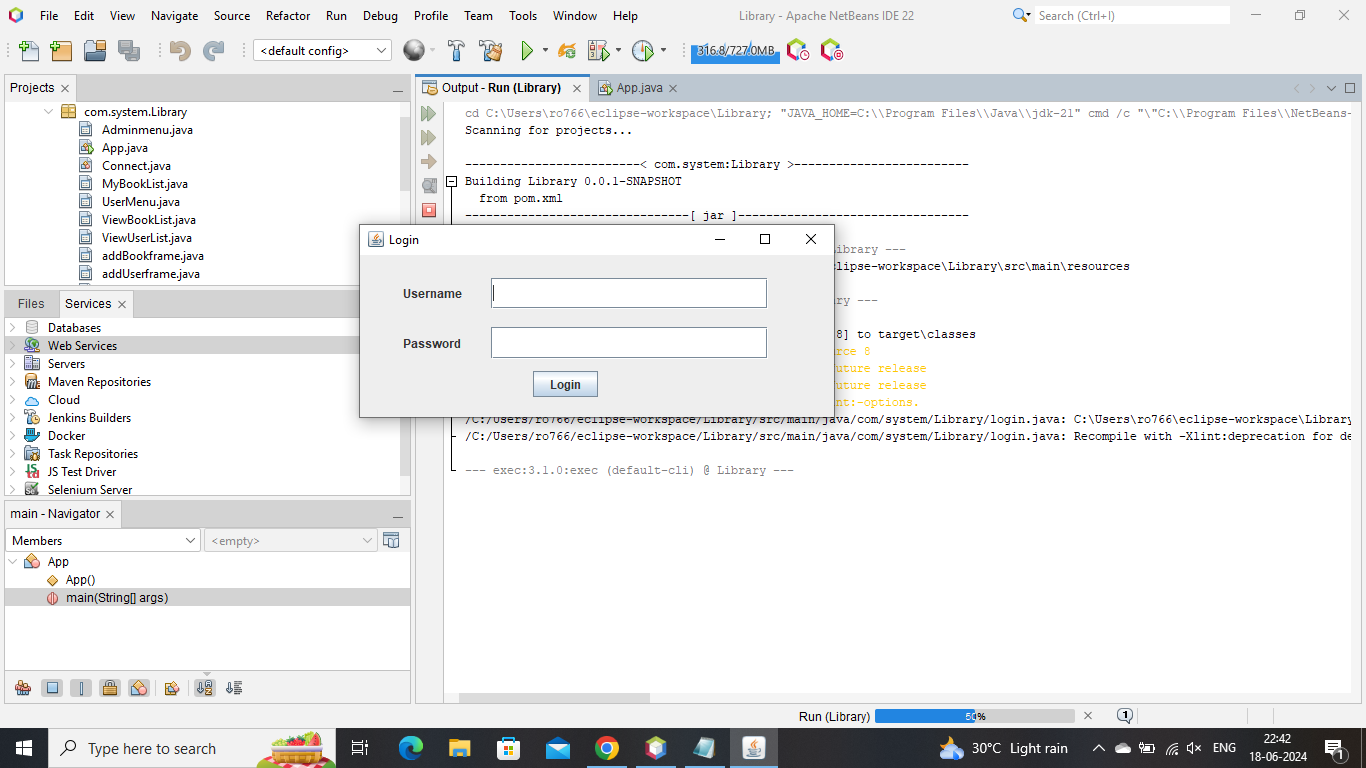 File Edit View Navigate Source Refactor Run Debug Profile Team Tools Window Help
Library - Apache NetBeans IDE 22
Search (Ctrl+I)
<default config>
316.8/727.0MB
Projects
com.system.Library
Adminmenu.java
App.java
Connect.java
MyBookList.java
UserMenu.java
ViewBookList.java
ViewUserList.java
addBookframe.java
addUserframe.java
Files Services
Databases
Web Services
Servers
Maven Repositories
Cloud
Jenkins Builders
Docker
Task Repositories
JS Test Driver
Selenium Server
main - Navigator
Members
<empty>
App
App()
main(String[] args)
Output - Run (Library)
App.java
cd C:\Users\ro766\eclipse-workspace\Library; "JAVA_HOME=C:\\Program Files\\Java\\jdk-21" cmd /c "\"C:\\Program Files\\NetBeans-
Scanning for projects...
-------------------------< com.system:Library >-------------------------
Building Library 0.0.1-SNAPSHOT
from pom.xml
--------------------------------[ jar ]---------------------------------
ibrary ---
clipse-workspace\Library\src\main\resources
ry ---
8] to target\classes
rce 8
uture release
uture release
nt:-options.
/C:/Users/ro766/eclipse-workspace/Library/src/main/java/com/system/Library/login.java: C:\Users\ro766\eclipse-workspace\Library
/C:/Users/ro766/eclipse-workspace/Library/src/main/java/com/system/Library/login.java: Recompile with -Xlint:deprecation for de
--- exec:3.1.0:exec (default-cli) @ Library ---
Login
Username
Password
Login
Run (Library)
50%
1
Type here to search
30°C Light rain
ENG
22:42
18-06-2024
1